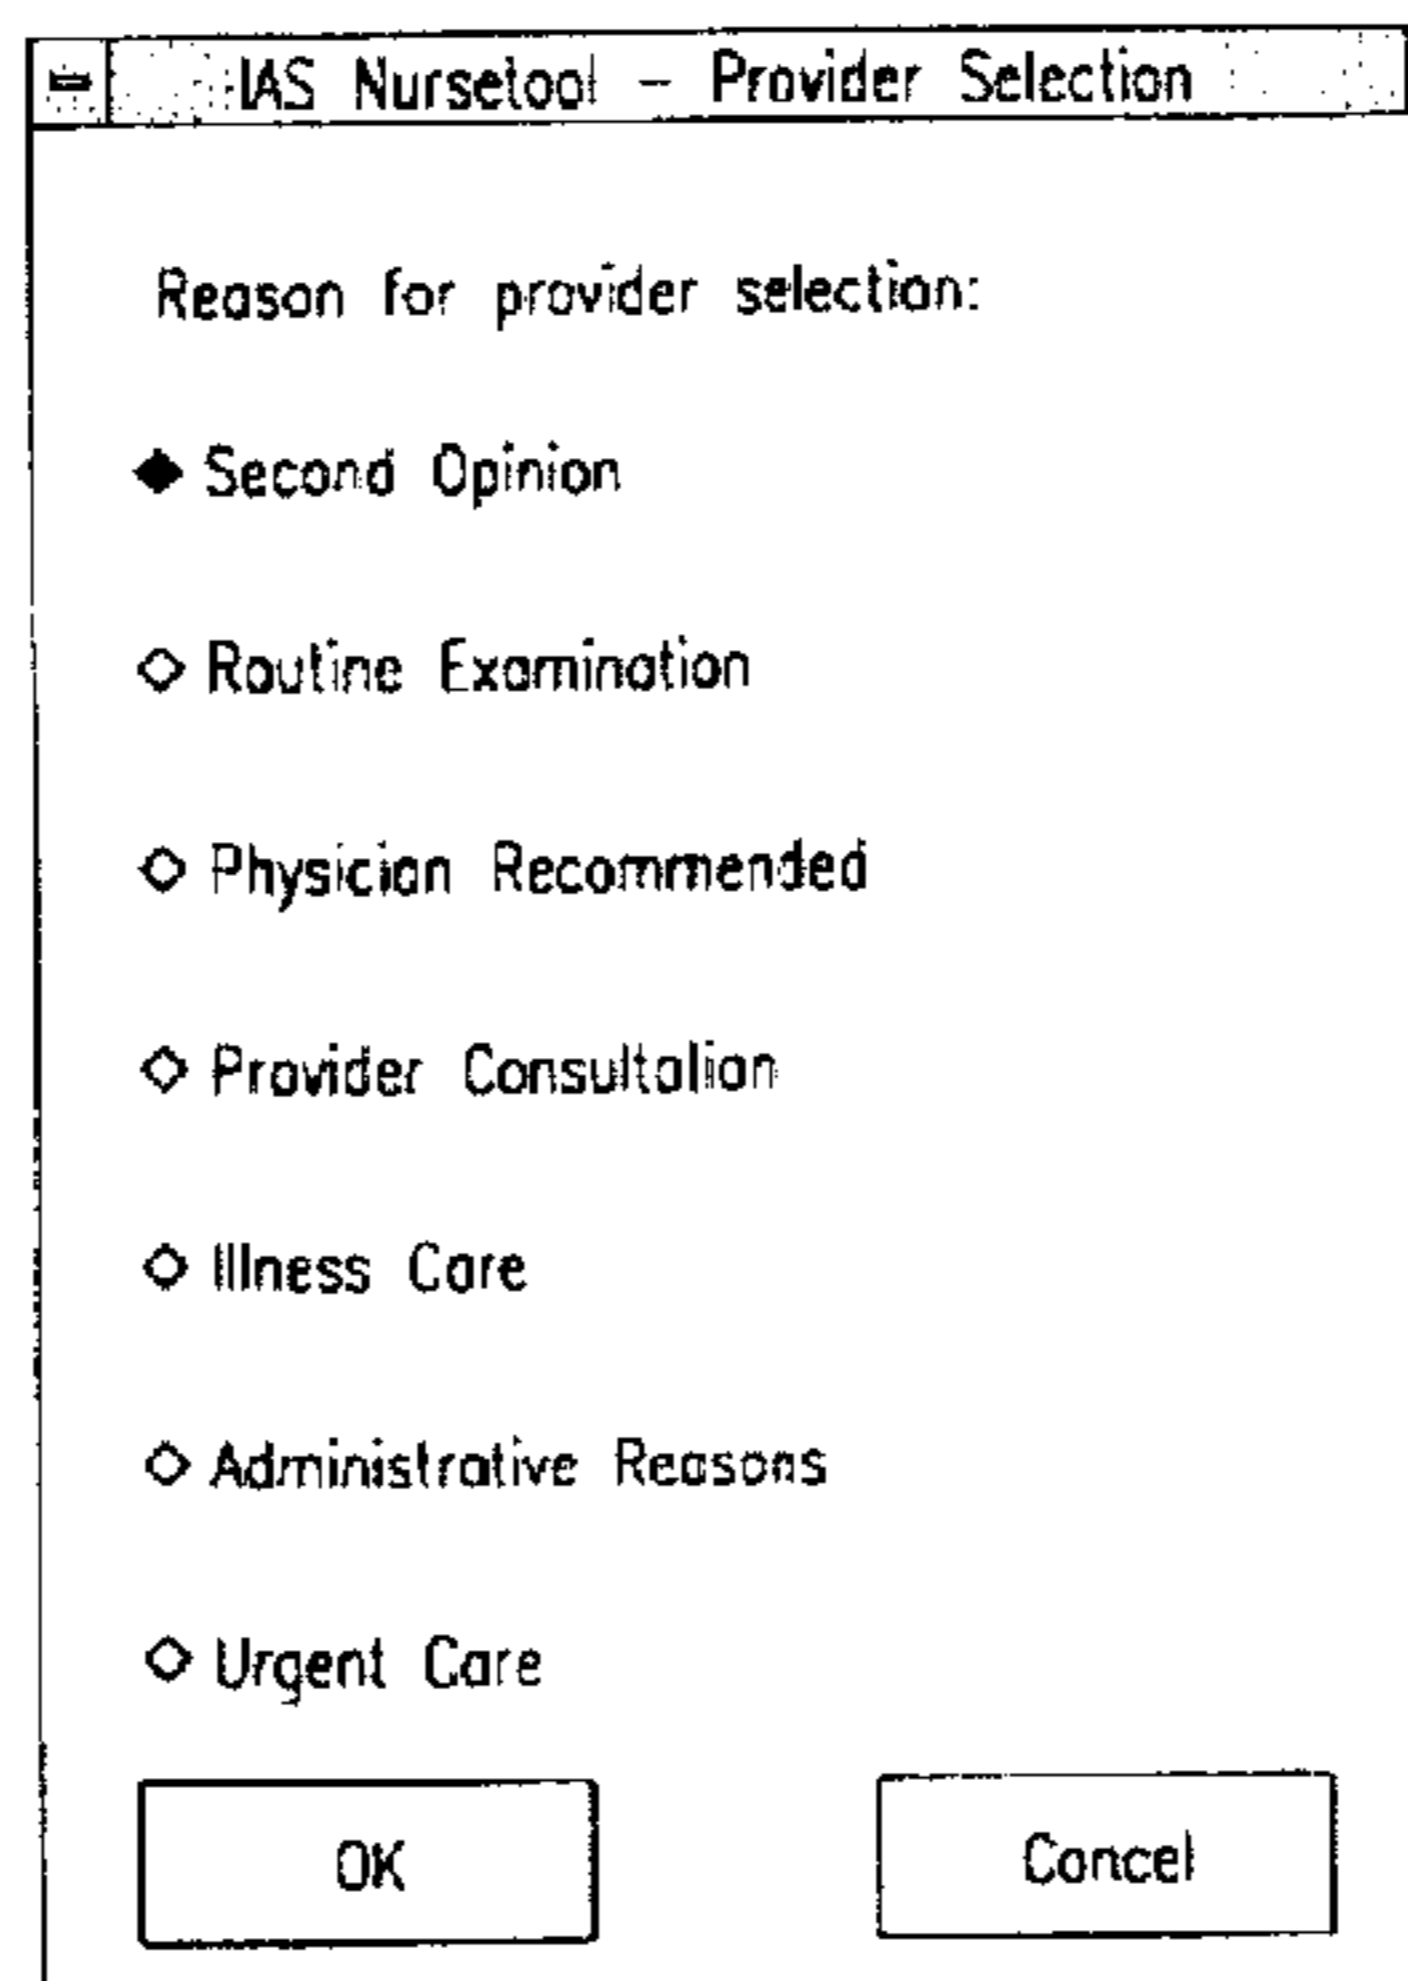 IAS Nursetool – Provider Selection
Reason for provider selection:
Second Opinion
Routine Examination
Physician Recommended
Provider Consultation
Illness Care
Administrative Reasons
Urgent Care
OK
Cancel